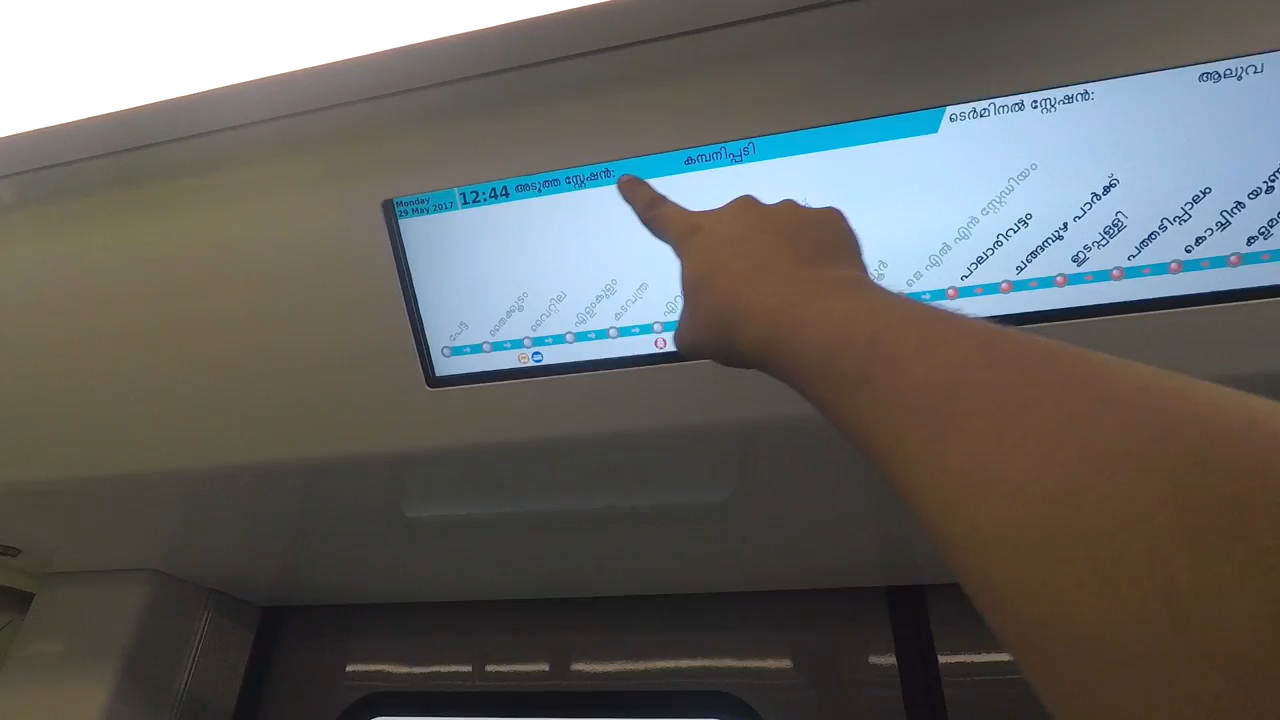 Monday
29 May 2017
12:44
അടുത്ത സ്റ്റേഷൻ:
കമ്പനിപ്പടി
ടെർമിനൽ സ്റ്റേഷൻ:
ആലുവ
പേട്ട
തൈക്കൂടം
വൈറ്റില
എളംകുളം
കടവന്ത്ര
ജെ എൽ എൻ സ്റ്റേഡിയം
പാലാരിവട്ടം
ചങ്ങമ്പുഴ പാർക്ക്
ഇടപ്പള്ളി
പത്തടിപ്പാലം
കൊച്ചിൻ